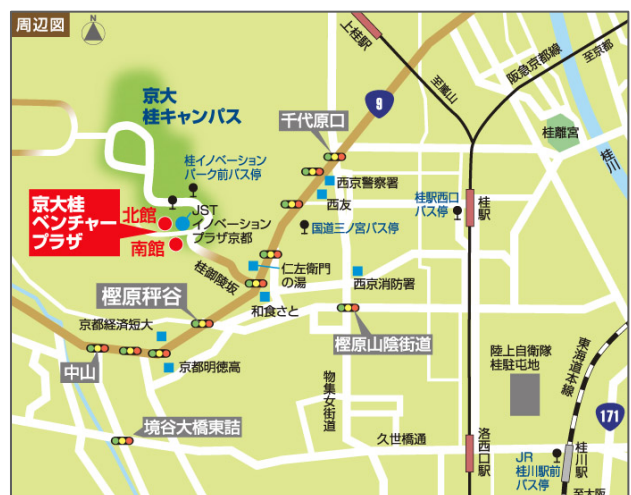 周辺図
N
上桂駅
至嵐山
阪急京都線
至京都
京大
桂キャンパス
9
千代原口
桂離宮
桂川
桂イノベーション
パーク前バス停
西京警察署
西友
桂駅西口
バス停
桂駅
京大桂
ベンチャー
プラザ
北館
南館
JST
イノベーション
プラザ京都
国道三ノ宮バス停
桂御陵坂
仁左衛門
の湯
西京消防署
樫原秤谷
和食さと
京都経済短大
樫原山陰街道
中山
京都明徳高
物集女街道
陸上自衛隊
桂駐屯地
東海道本線
171
境谷大橋東詰
久世橋通
洛西口駅
JR
桂川駅前
バス停
桂川駅
至大阪